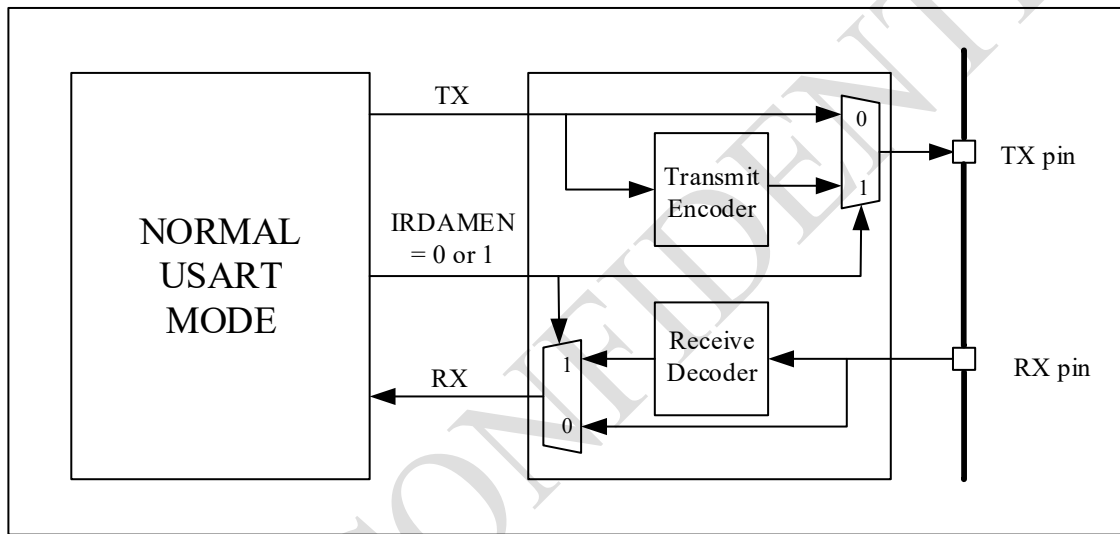 TX
0
TX pin
Transmit
Encoder
1
NORMAL
USART
MODE
IRDAMEN
= 0 or 1
Receive
Decoder
1
RX
RX pin
0
CONFIDENT